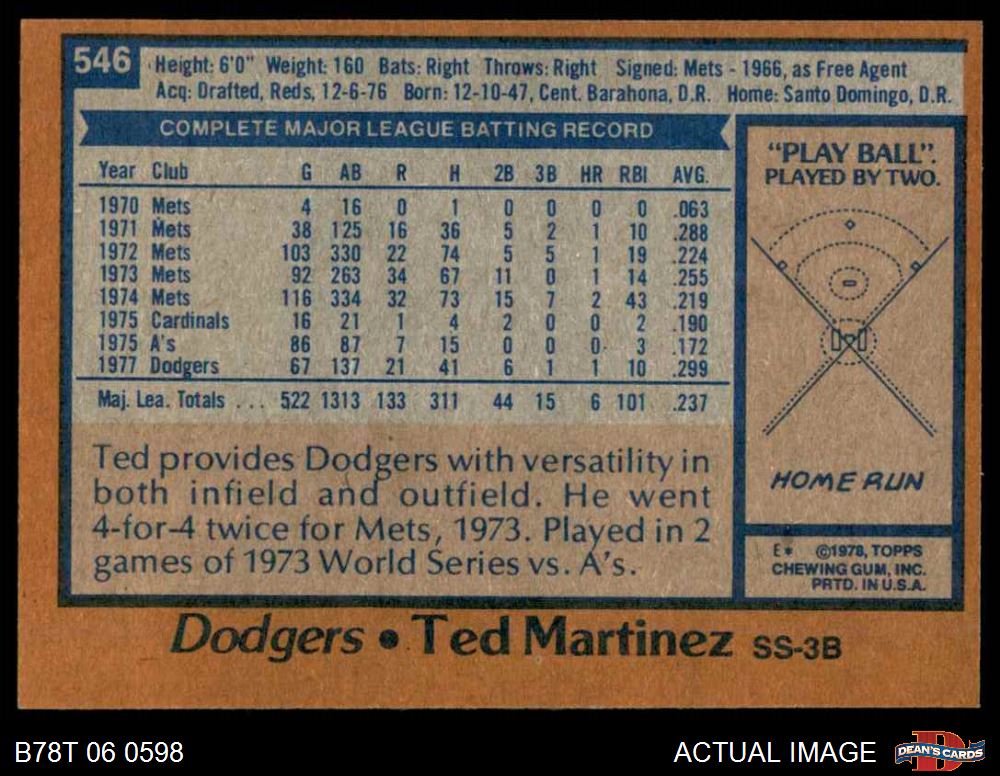 546
Height: 6'0" Weight: 160 Bats: Right Throws: Right Signed: Mets - 1966, as Free Agent
Acq: Drafted, Reds, 12-6-76 Born: 12-10-47, Cent. Barahona, D.R. Home: Santo Domingo, D.R.
COMPLETE MAJOR LEAGUE BATTING RECORD
Year Club G AB R H 2B 3B HR RBI AVG.
1970 Mets 4 16 0 1 0 0 0 0 .063
1971 Mets 38 125 16 36 5 2 1 10 .288
1972 Mets 103 330 22 74 5 5 1 19 .224
1973 Mets 92 263 34 67 11 0 1 14 .255
1974 Mets 116 334 32 73 15 7 2 43 .219
1975 Cardinals 16 21 1 4 2 0 0 2 .190
1975 A's 86 87 7 15 0 0 0 3 .172
1977 Dodgers 67 137 21 41 6 1 1 10 .299
Maj. Lea. Totals ... 522 1313 133 311 44 15 6 101 .237
Ted provides Dodgers with versatility in
both infield and outfield. He went
4-for-4 twice for Mets, 1973. Played in 2
games of 1973 World Series vs. A's.
"PLAY BALL".
PLAYED BY TWO.
HOME RUN
E* ©1978, TOPPS
CHEWING GUM, INC.
PRTD. IN U.S.A.
Dodgers • Ted Martinez SS-3B
B78T 06 0598
ACTUAL IMAGE
DEAN'S CARDS